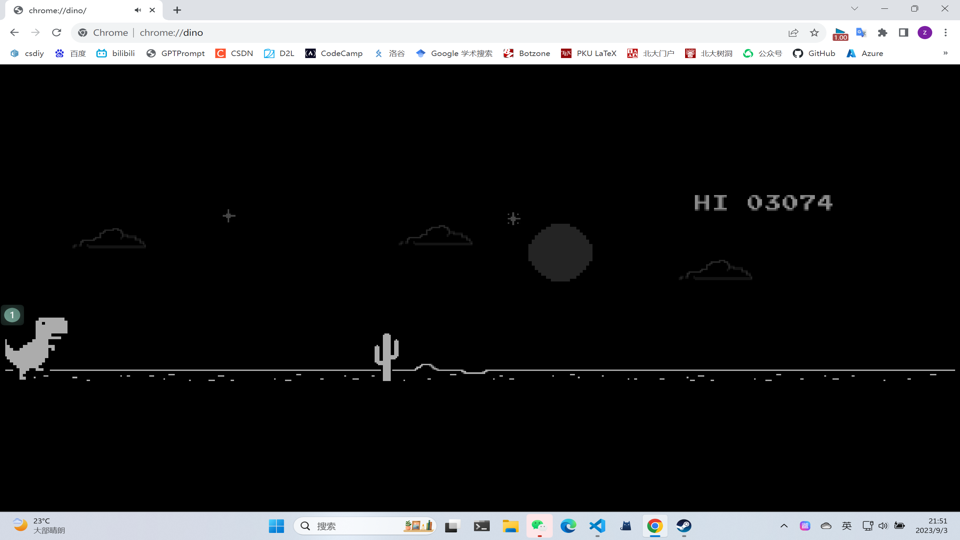 chrome://dino/
Chrome | chrome://dino
1.00
z
csdiy 百度 bilibili GPTPrompt CSDN D2L CodeCamp 洛谷 Google 学术搜索 Botzone PKU LaTeX 北大门户 北大树洞 公众号 GitHub Azure »
HI 03074
1
23°C
大部晴朗
搜索
英
21:51
2023/9/3